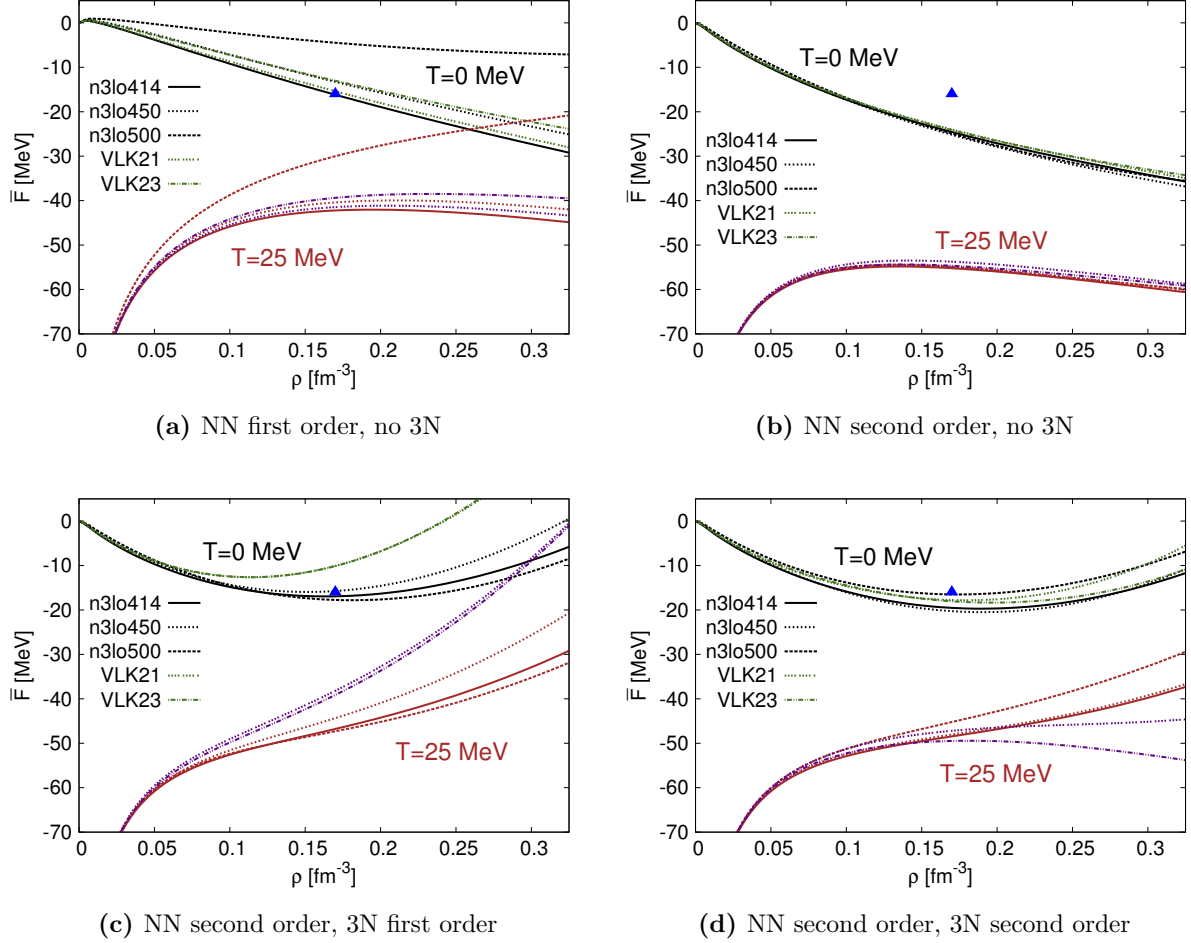 0
-10
-20
-30
-40
-50
-60
-70
F̅ [MeV]
T=0 MeV
n3lo414
n3lo450
n3lo500
VLK21
VLK23
T=25 MeV
0 0.05 0.1 0.15 0.2 0.25 0.3
ρ [fm⁻³]
(a) NN first order, no 3N
0
-10
-20
-30
-40
-50
-60
-70
F̅ [MeV]
T=0 MeV
n3lo414
n3lo450
n3lo500
VLK21
VLK23
T=25 MeV
0 0.05 0.1 0.15 0.2 0.25 0.3
ρ [fm⁻³]
(b) NN second order, no 3N
0
-10
-20
-30
-40
-50
-60
-70
F̅ [MeV]
T=0 MeV
n3lo414
n3lo450
n3lo500
VLK21
VLK23
T=25 MeV
0 0.05 0.1 0.15 0.2 0.25 0.3
ρ [fm⁻³]
(c) NN second order, 3N first order
0
-10
-20
-30
-40
-50
-60
-70
F̅ [MeV]
T=0 MeV
n3lo414
n3lo450
n3lo500
VLK21
VLK23
T=25 MeV
0 0.05 0.1 0.15 0.2 0.25 0.3
ρ [fm⁻³]
(d) NN second order, 3N second order